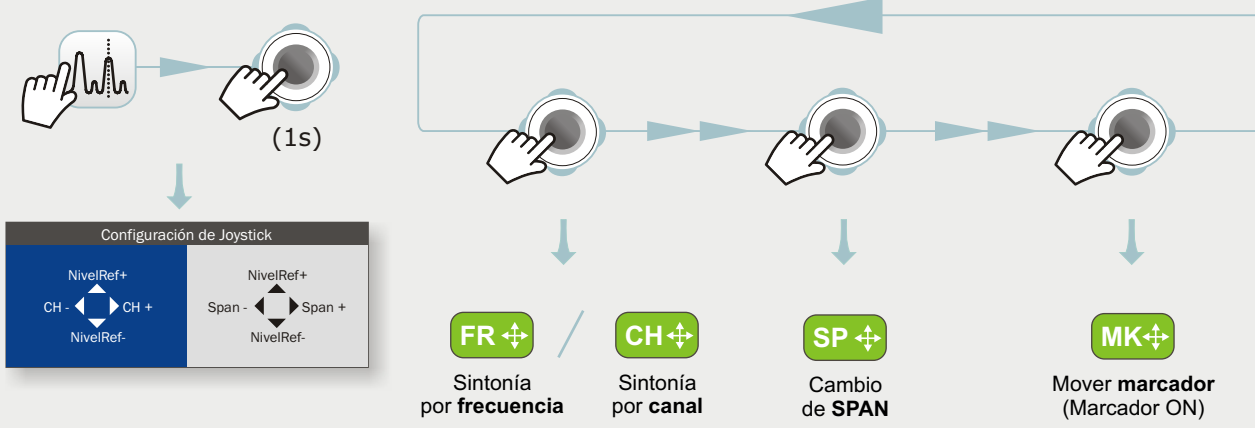 (1s)
Configuración de Joystick
NivelRef+
CH - CH +
NivelRef-
NivelRef+
Span - Span +
NivelRef-
FR
Sintonía
por frecuencia
CH
Sintonía
por canal
SP
Cambio
de SPAN
MK
Mover marcador
(Marcador ON)